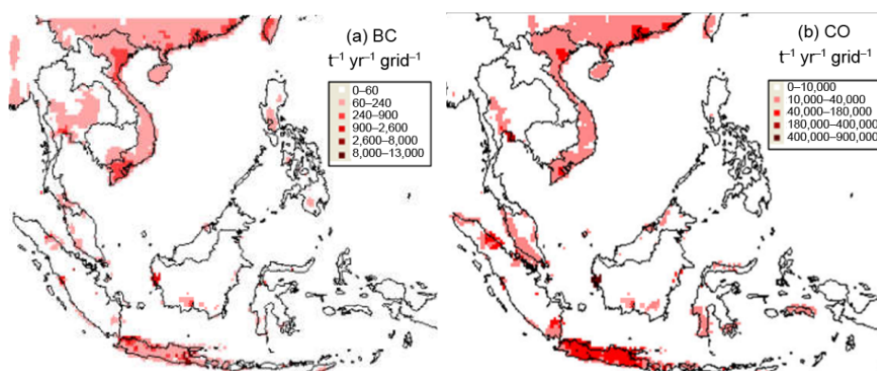 (a) BC
t⁻¹ yr⁻¹ grid⁻¹
0–60
60–240
240–900
900–2,600
2,600–8,000
8,000–13,000
(b) CO
t⁻¹ yr⁻¹ grid⁻¹
0–10,000
10,000–40,000
40,000–180,000
180,000–400,000
400,000–900,000